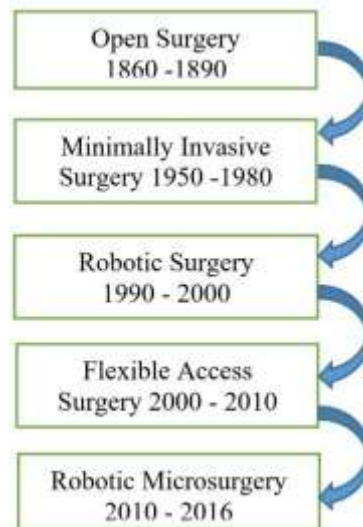 Open Surgery
1860 -1890
Minimally Invasive
Surgery 1950 -1980
Robotic Surgery
1990 - 2000
Flexible Access
Surgery 2000 - 2010
Robotic Microsurgery
2010 - 2016